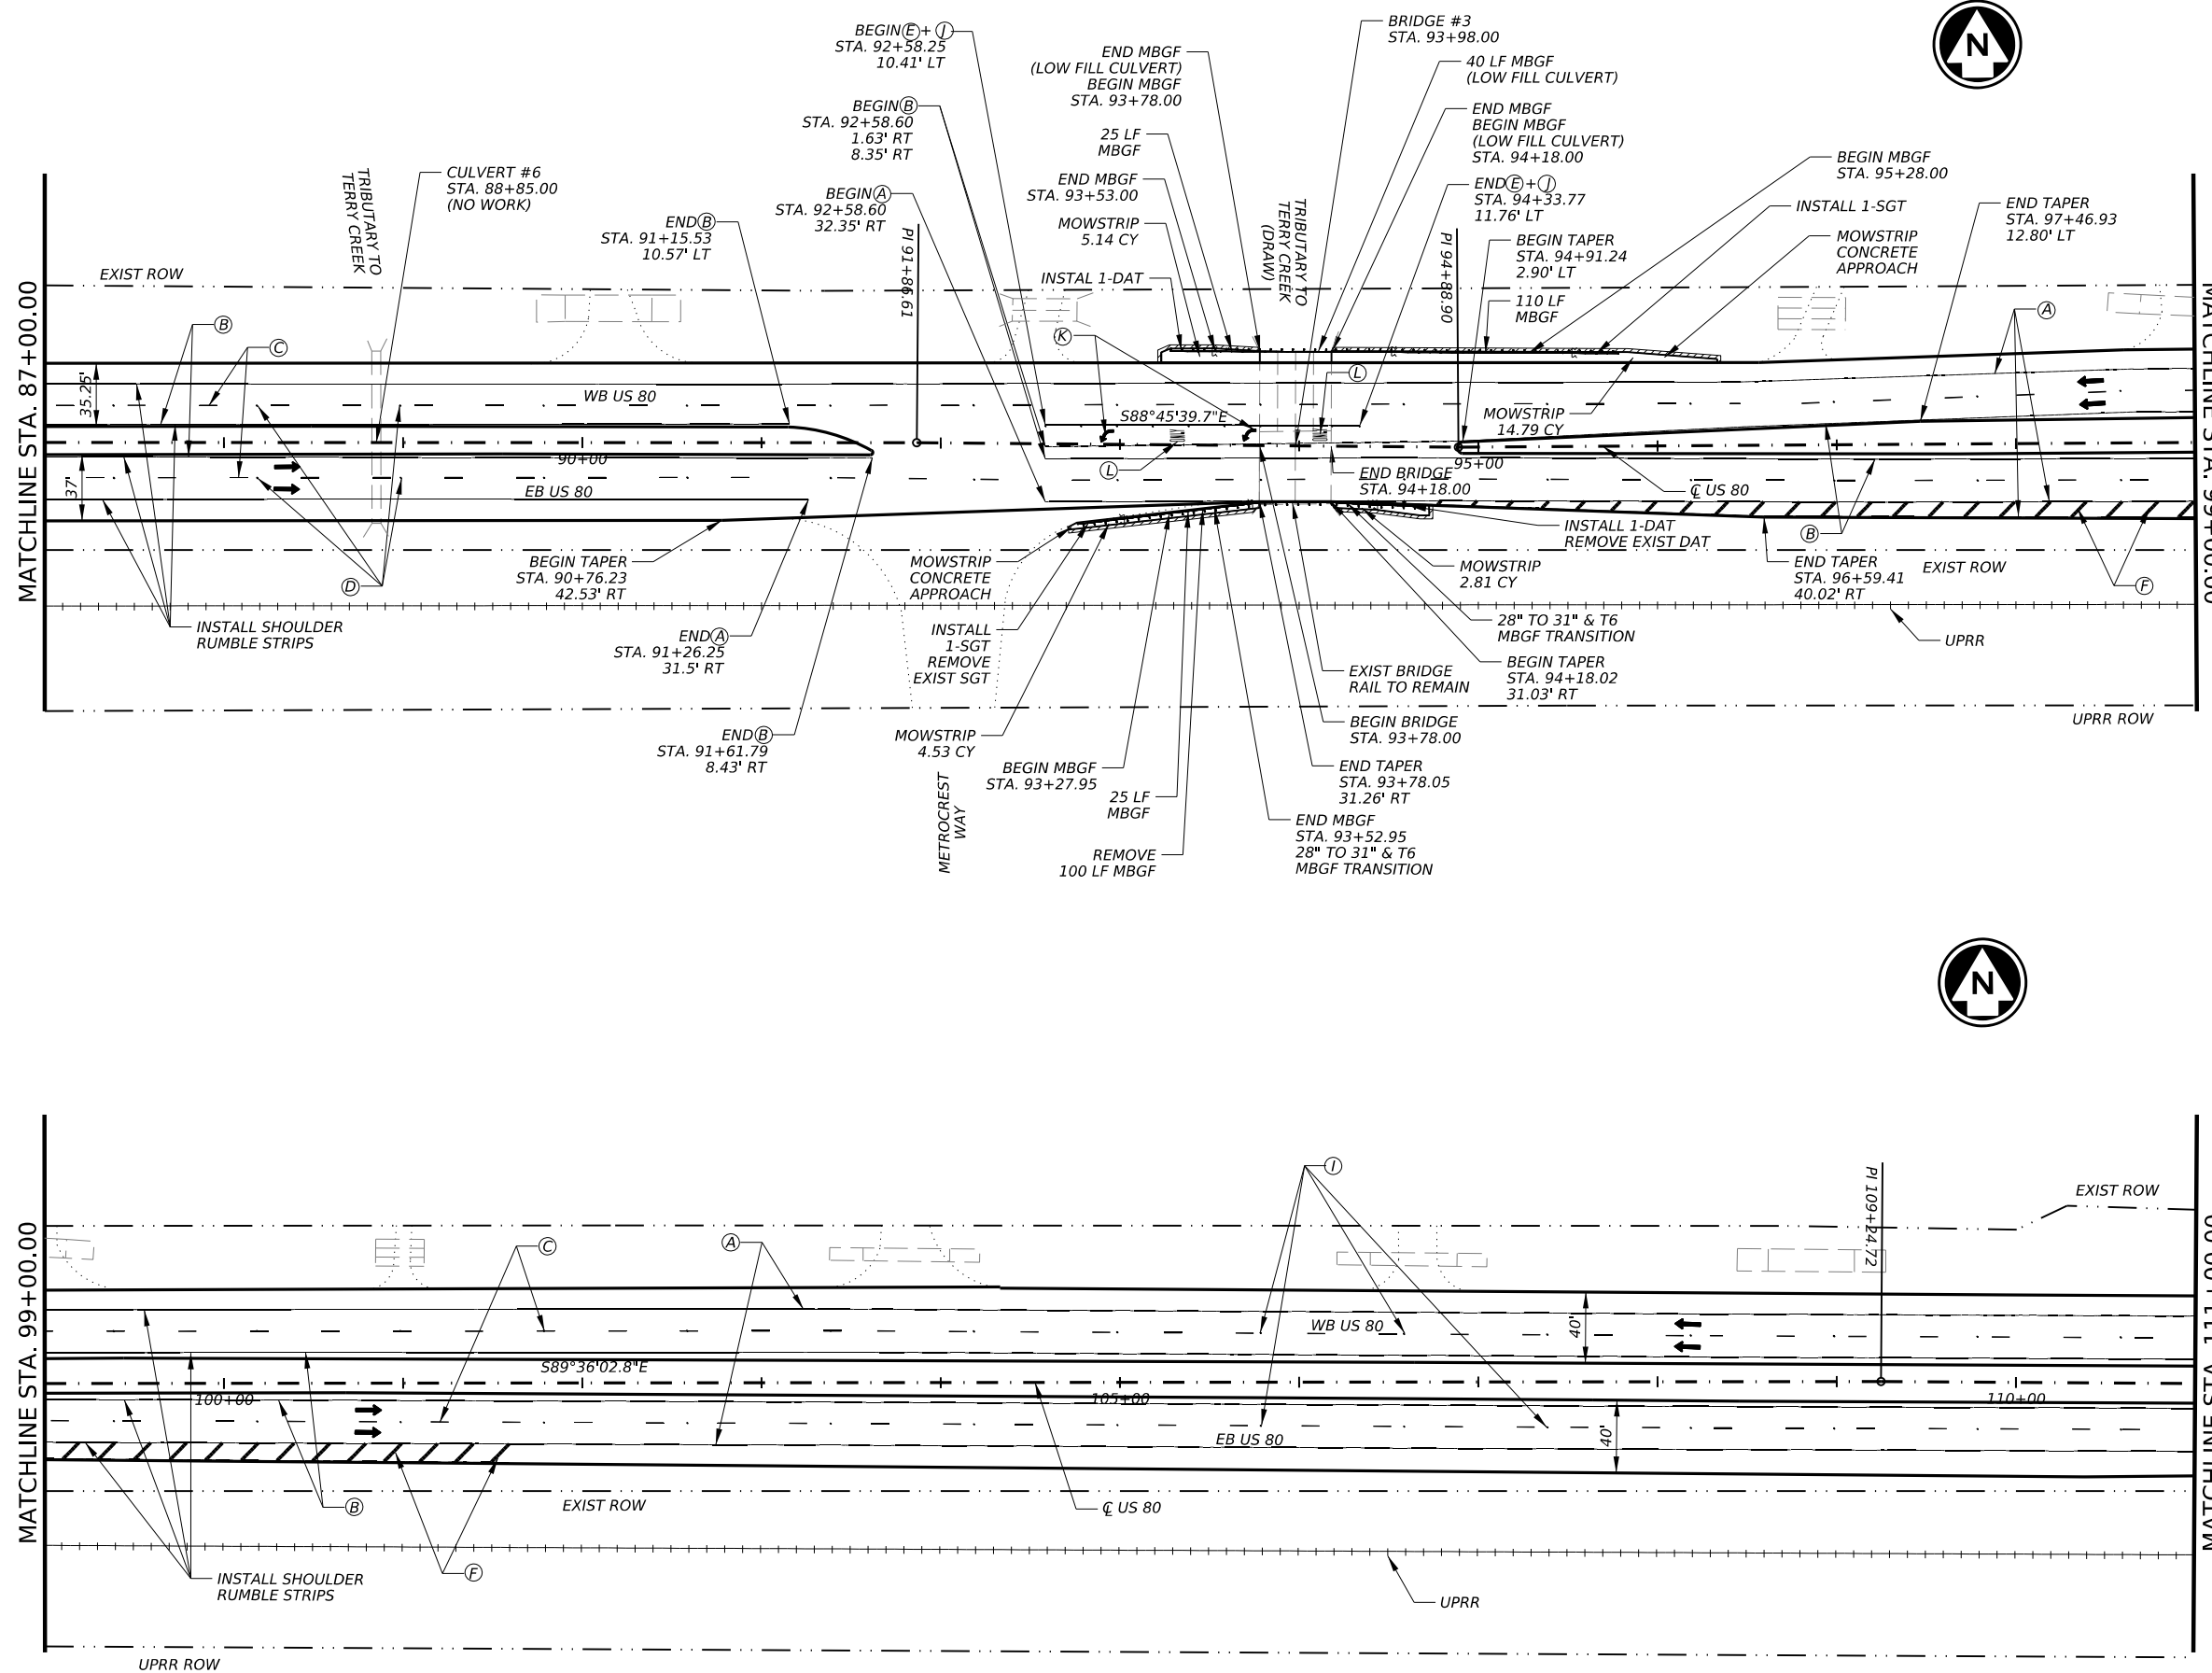 BEGIN Ⓔ + Ⓙ
STA. 92+58.25
10.41' LT
BEGIN Ⓑ
STA. 92+58.60
1.63' RT
8.35' RT
BEGIN Ⓐ
STA. 92+58.60
32.35' RT
END MBGF
(LOW FILL CULVERT)
BEGIN MBGF
STA. 93+78.00
25 LF
MBGF
END MBGF
STA. 93+53.00
MOWSTRIP
5.14 CY
INSTAL 1-DAT
BRIDGE #3
STA. 93+98.00
40 LF MBGF
(LOW FILL CULVERT)
END MBGF
BEGIN MBGF
(LOW FILL CULVERT)
STA. 94+18.00
END Ⓔ + Ⓙ
STA. 94+33.77
11.76' LT
BEGIN TAPER
STA. 94+91.24
2.90' LT
110 LF
MBGF
BEGIN MBGF
STA. 95+28.00
INSTALL 1-SGT
MOWSTRIP
CONCRETE
APPROACH
END TAPER
STA. 97+46.93
12.80' LT
N
CULVERT #6
STA. 88+85.00
(NO WORK)
TRIBUTARY TO
TERRY CREEK
END Ⓑ
STA. 91+15.53
10.57' LT
PI 91+86.61
TRIBUTARY TO
TERRY CREEK
(DRAW)
PI 94+88.90
EXIST ROW
MATCHLINE STA. 87+00.00
MATCHLINE STA. 99+00.00
Ⓑ
Ⓒ
Ⓚ
Ⓛ
Ⓐ
35.25'
WB US 80
S88°45'39.7"E
MOWSTRIP
14.79 CY
90+00
95+00
37'
EB US 80
Ⓛ
END BRIDGE
STA. 94+18.00
℄ US 80
INSTALL 1-DAT
REMOVE EXIST DAT
Ⓑ
Ⓓ
BEGIN TAPER
STA. 90+76.23
42.53' RT
MOWSTRIP
CONCRETE
APPROACH
MOWSTRIP
2.81 CY
END TAPER
STA. 96+59.41
40.02' RT
EXIST ROW
Ⓕ
INSTALL SHOULDER
RUMBLE STRIPS
END Ⓐ
STA. 91+26.25
31.5' RT
INSTALL
1-SGT
REMOVE
EXIST SGT
28" TO 31" & T6
MBGF TRANSITION
UPRR
EXIST BRIDGE
RAIL TO REMAIN
BEGIN TAPER
STA. 94+18.02
31.03' RT
END Ⓑ
STA. 91+61.79
8.43' RT
MOWSTRIP
4.53 CY
BEGIN BRIDGE
STA. 93+78.00
UPRR ROW
METROCREST
WAY
BEGIN MBGF
STA. 93+27.95
25 LF
MBGF
REMOVE
100 LF MBGF
END TAPER
STA. 93+78.05
31.26' RT
END MBGF
STA. 93+52.95
28" TO 31" & T6
MBGF TRANSITION
N
MATCHLINE STA. 99+00.00
MATCHLINE STA. 111+00.00
Ⓘ
PI 109+24.72
EXIST ROW
Ⓒ
Ⓐ
WB US 80
40'
S89°36'02.8"E
100+00
105+00
110+00
EB US 80
40'
Ⓑ
EXIST ROW
℄ US 80
Ⓕ
INSTALL SHOULDER
RUMBLE STRIPS
UPRR
UPRR ROW